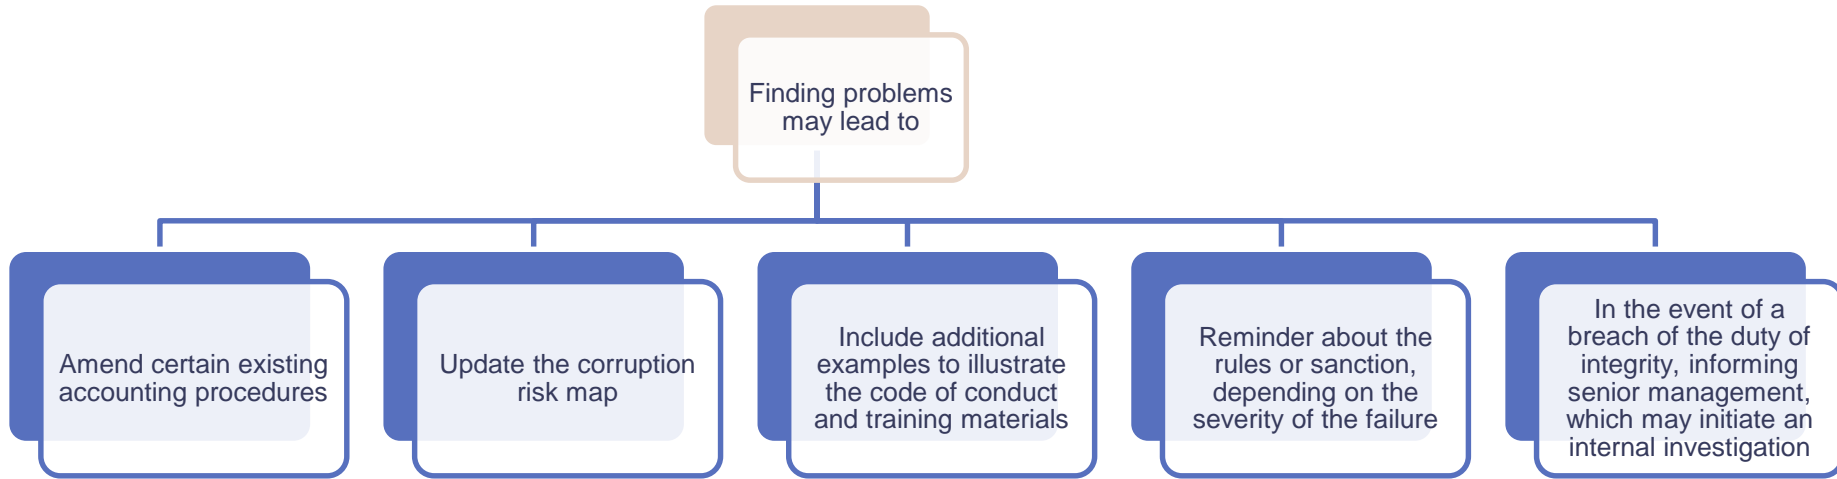 Finding problems
may lead to
Amend certain existing
accounting procedures
Update the corruption
risk map
Include additional
examples to illustrate
the code of conduct
and training materials
Reminder about the
rules or sanction,
depending on the
severity of the failure
In the event of a
breach of the duty of
integrity, informing
senior management,
which may initiate an
internal investigation